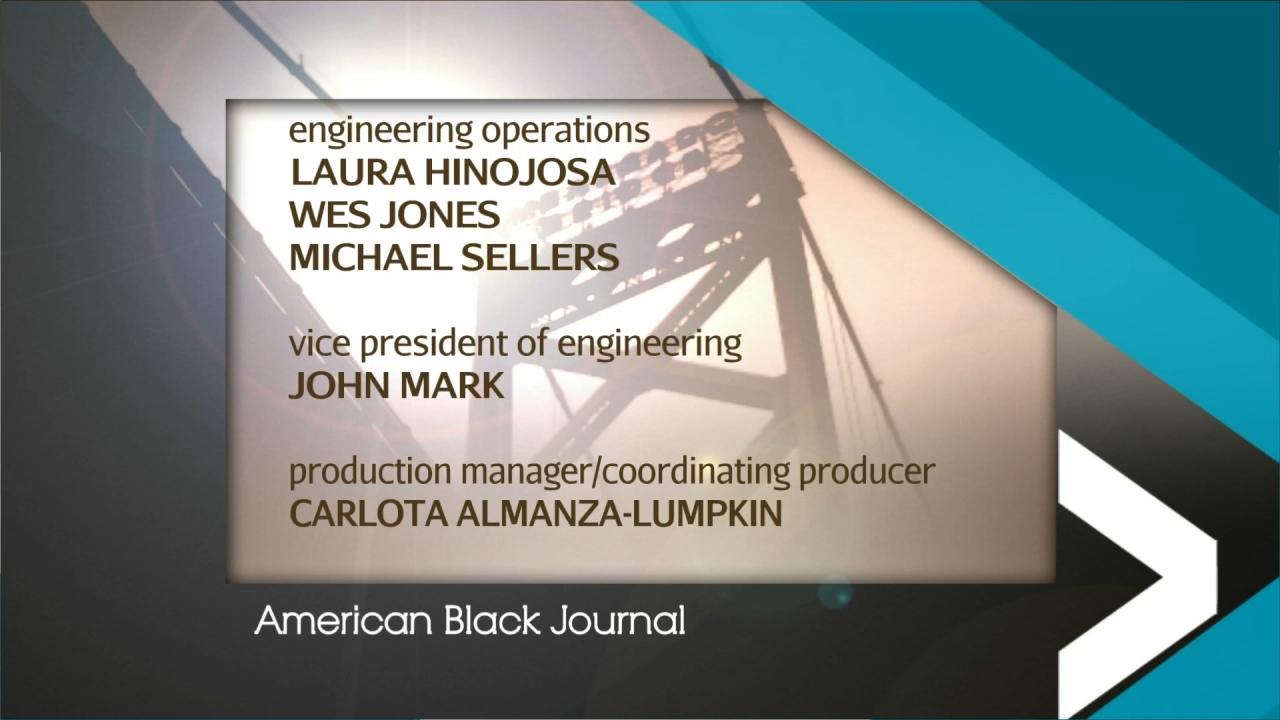 engineering operations
LAURA HINOJOSA
WES JONES
MICHAEL SELLERS
vice president of engineering
JOHN MARK
production manager/coordinating producer
CARLOTA ALMANZA-LUMPKIN
American Black Journal